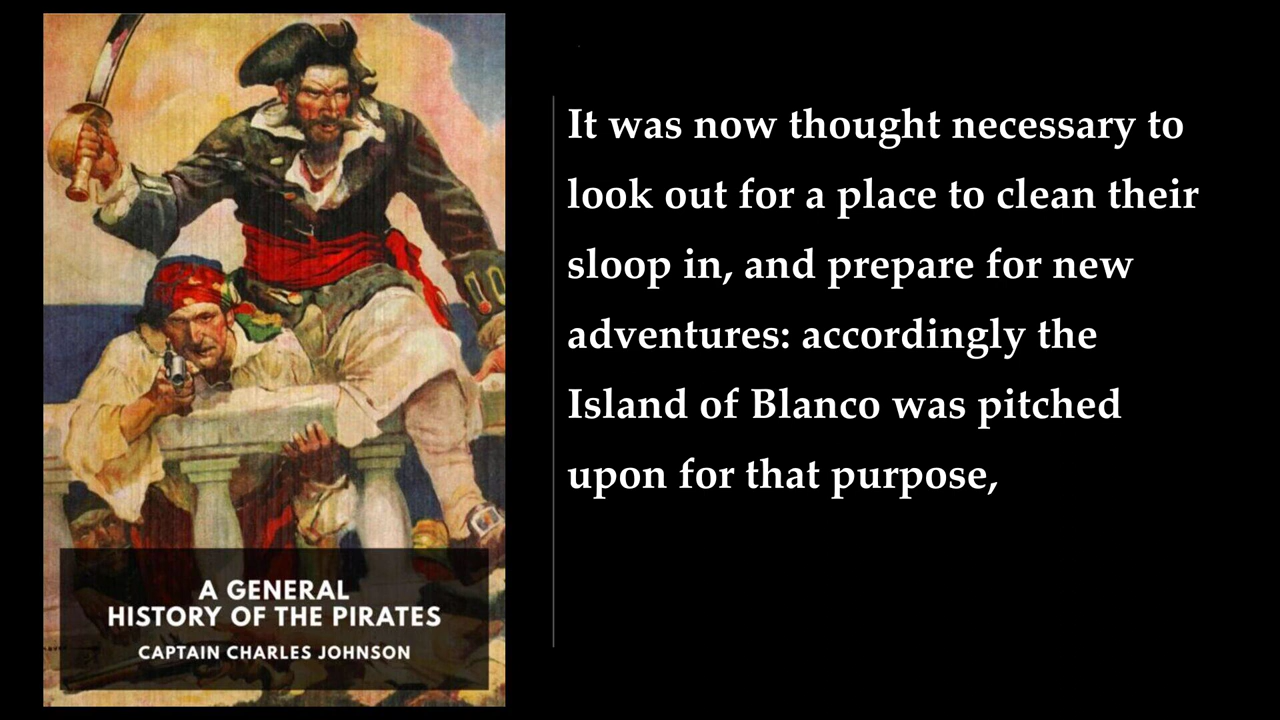 A GENERAL
HISTORY OF THE PIRATES
CAPTAIN CHARLES JOHNSON
It was now thought necessary to
look out for a place to clean their
sloop in, and prepare for new
adventures: accordingly the
Island of Blanco was pitched
upon for that purpose,